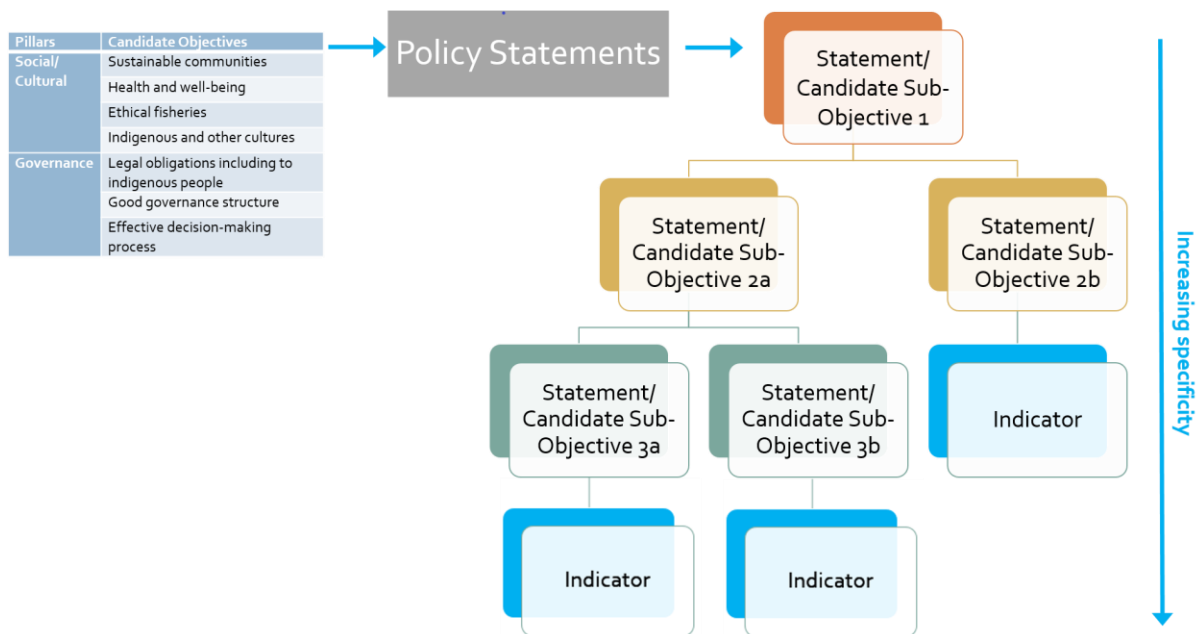 Pillars Candidate Objectives
Social/ Sustainable communities
Cultural
Health and well-being
Ethical fisheries
Indigenous and other cultures
Governance Legal obligations including to
indigenous people
Good governance structure
Effective decision-making
process
Policy Statements
Statement/
Candidate Sub-
Objective 1
Statement/
Candidate Sub-
Objective 2a
Statement/
Candidate Sub-
Objective 2b
Statement/
Candidate Sub-
Objective 3a
Statement/
Candidate Sub-
Objective 3b
Indicator
Indicator
Indicator
Increasing specificity